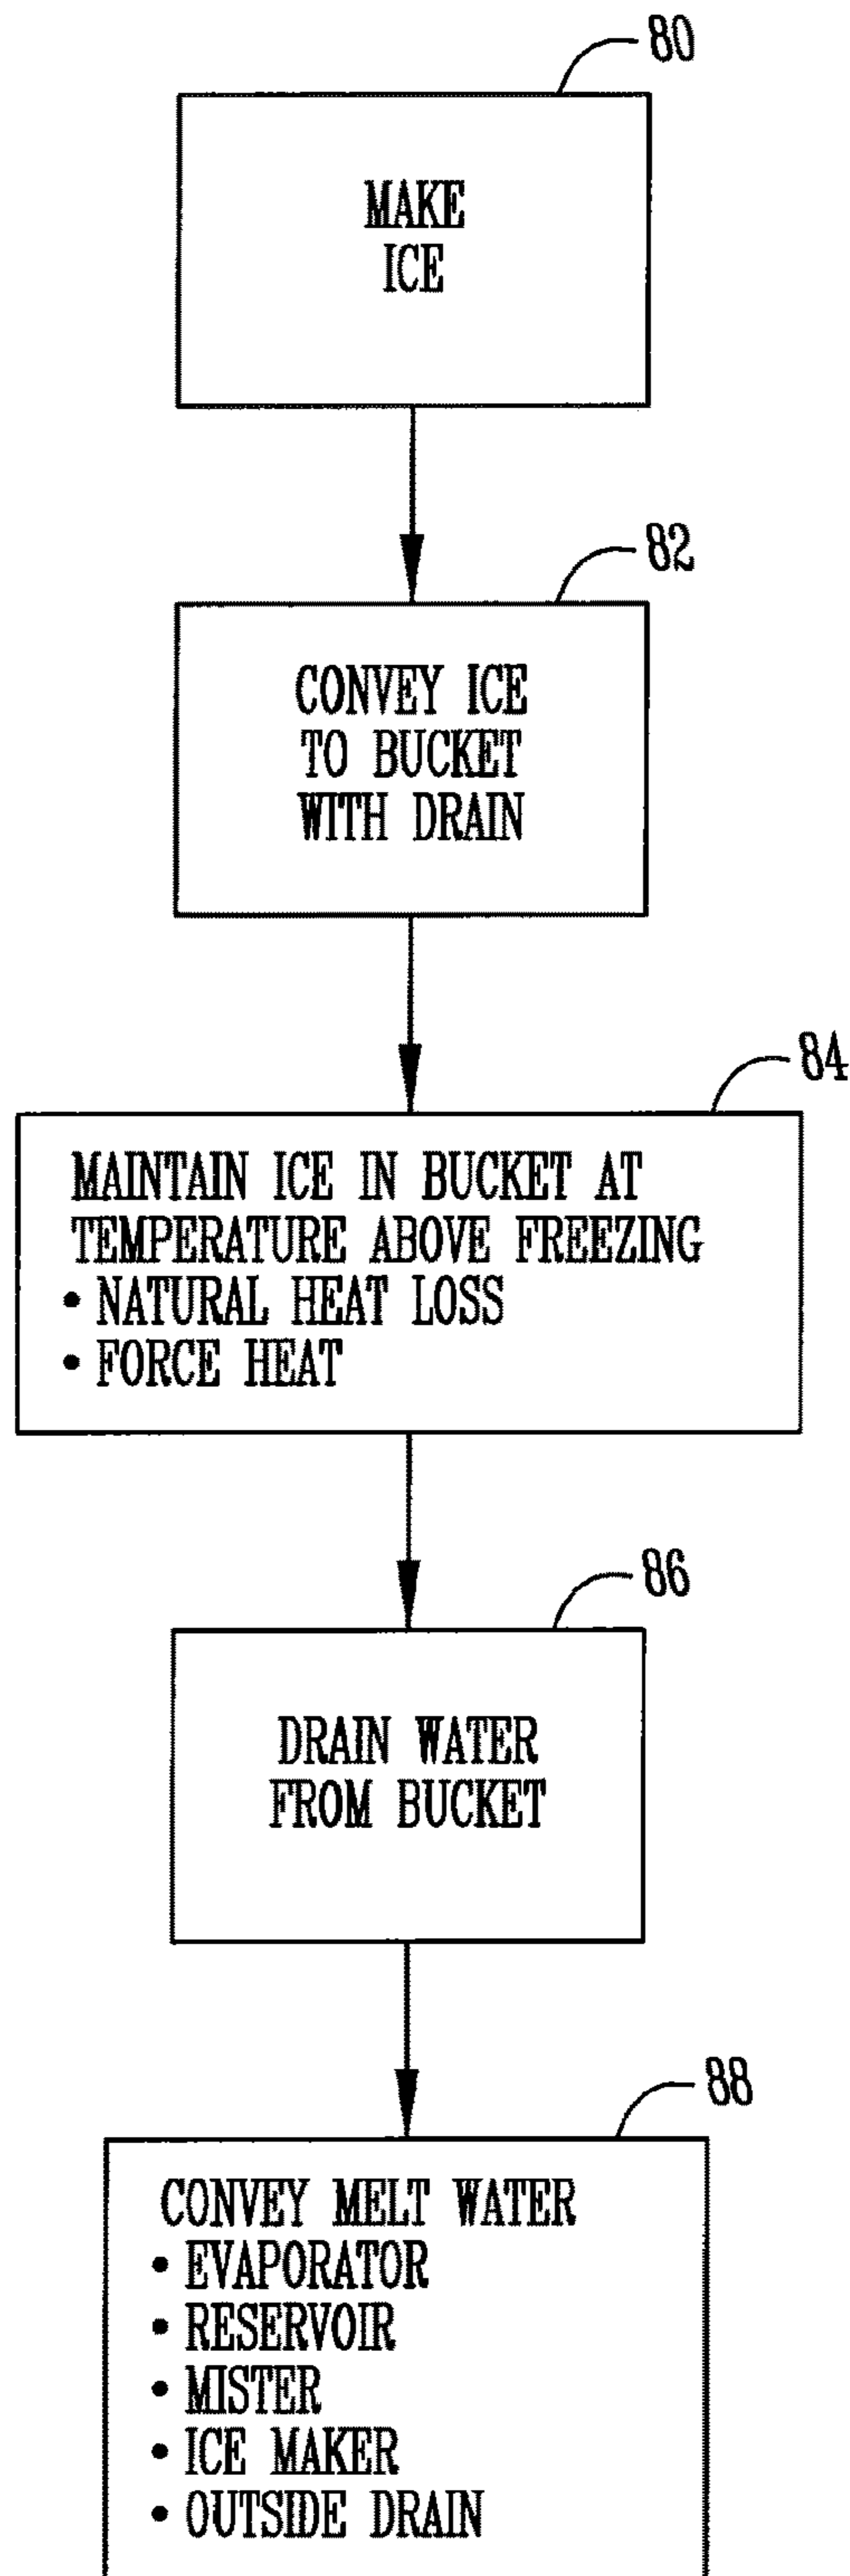 80
MAKE
ICE
82
CONVEY ICE
TO BUCKET
WITH DRAIN
84
MAINTAIN ICE IN BUCKET AT
TEMPERATURE ABOVE FREEZING
• NATURAL HEAT LOSS
• FORCE HEAT
86
DRAIN WATER
FROM BUCKET
88
CONVEY MELT WATER
• EVAPORATOR
• RESERVOIR
• MISTER
• ICE MAKER
• OUTSIDE DRAIN